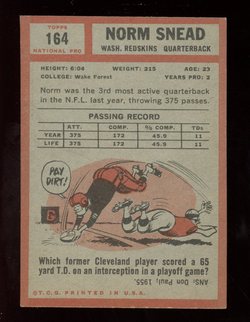 TOPPS
164
NATIONAL PRO
NORM SNEAD
WASH. REDSKINS QUARTERBACK
HEIGHT: 6:04 WEIGHT: 215 AGE: 23
COLLEGE: Wake Forest YEARS PRO: 2
Norm was the 3rd most active quarterback
in the N.F.L. last year, throwing 375 passes.
PASSING RECORD
ATT. COMP. % COMP. TDs
YEAR 375 172 45.9 11
LIFE 375 172 45.9 11
PAY
DIRT!
C
Which former Cleveland player scored a 65
yard T.D. on an interception in a playoff game?
ANS: Don Paul, 1955.
©T.C.G. PRINTED IN U.S.A.